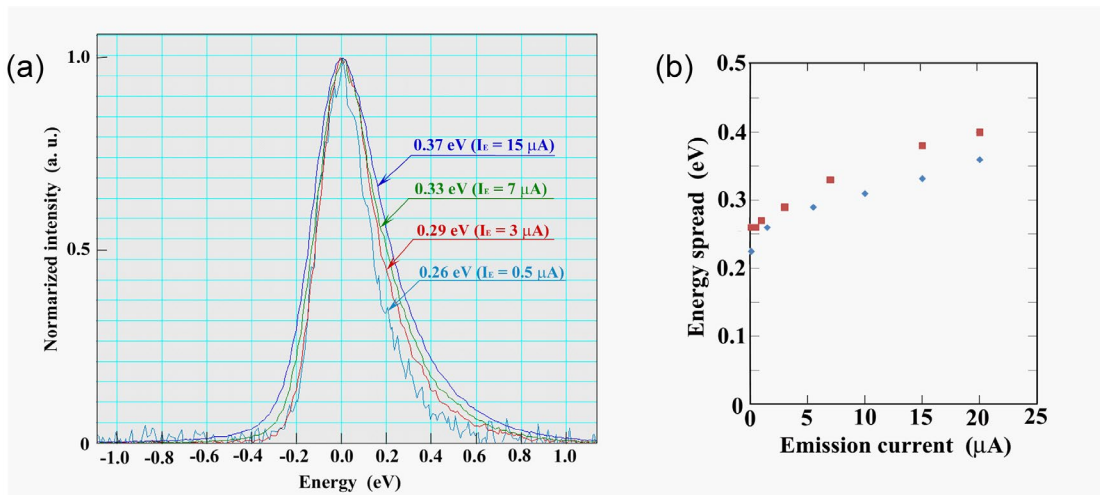 (a)
1.0
0.5
0
Normarized intensity (a. u.)
0.37 eV (IE = 15 μA)
0.33 eV (IE = 7 μA)
0.29 eV (IE = 3 μA)
0.26 eV (IE = 0.5 μA)
-1.0 -0.8 -0.6 -0.4 -0.2 0.0 0.2 0.4 0.6 0.8 1.0
Energy (eV)
(b)
0.5
0.4
0.3
0.2
0.1
0
Energy spread (eV)
0 5 10 15 20 25
Emission current (μA)